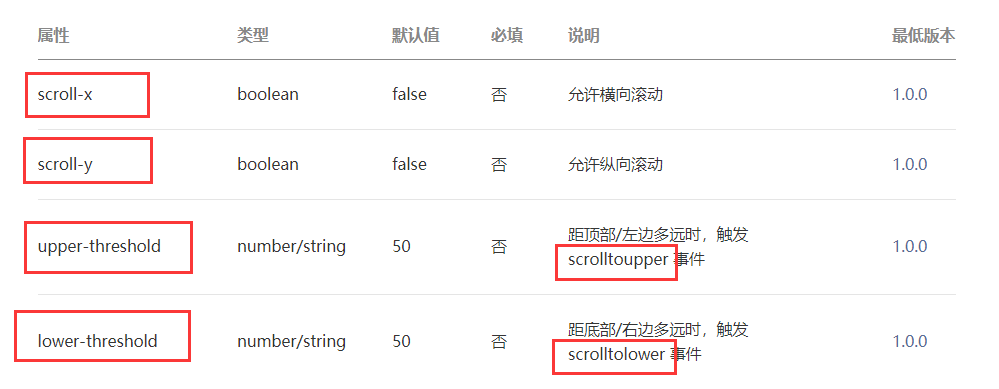 属性 类型 默认值 必填 说明 最低版本
scroll-x boolean false 否 允许横向滚动 1.0.0
scroll-y boolean false 否 允许纵向滚动 1.0.0
upper-threshold number/string 50 否 距顶部/左边多远时，触发 1.0.0
scrolltoupper 事件
lower-threshold number/string 50 否 距底部/右边多远时，触发 1.0.0
scrolltolower 事件